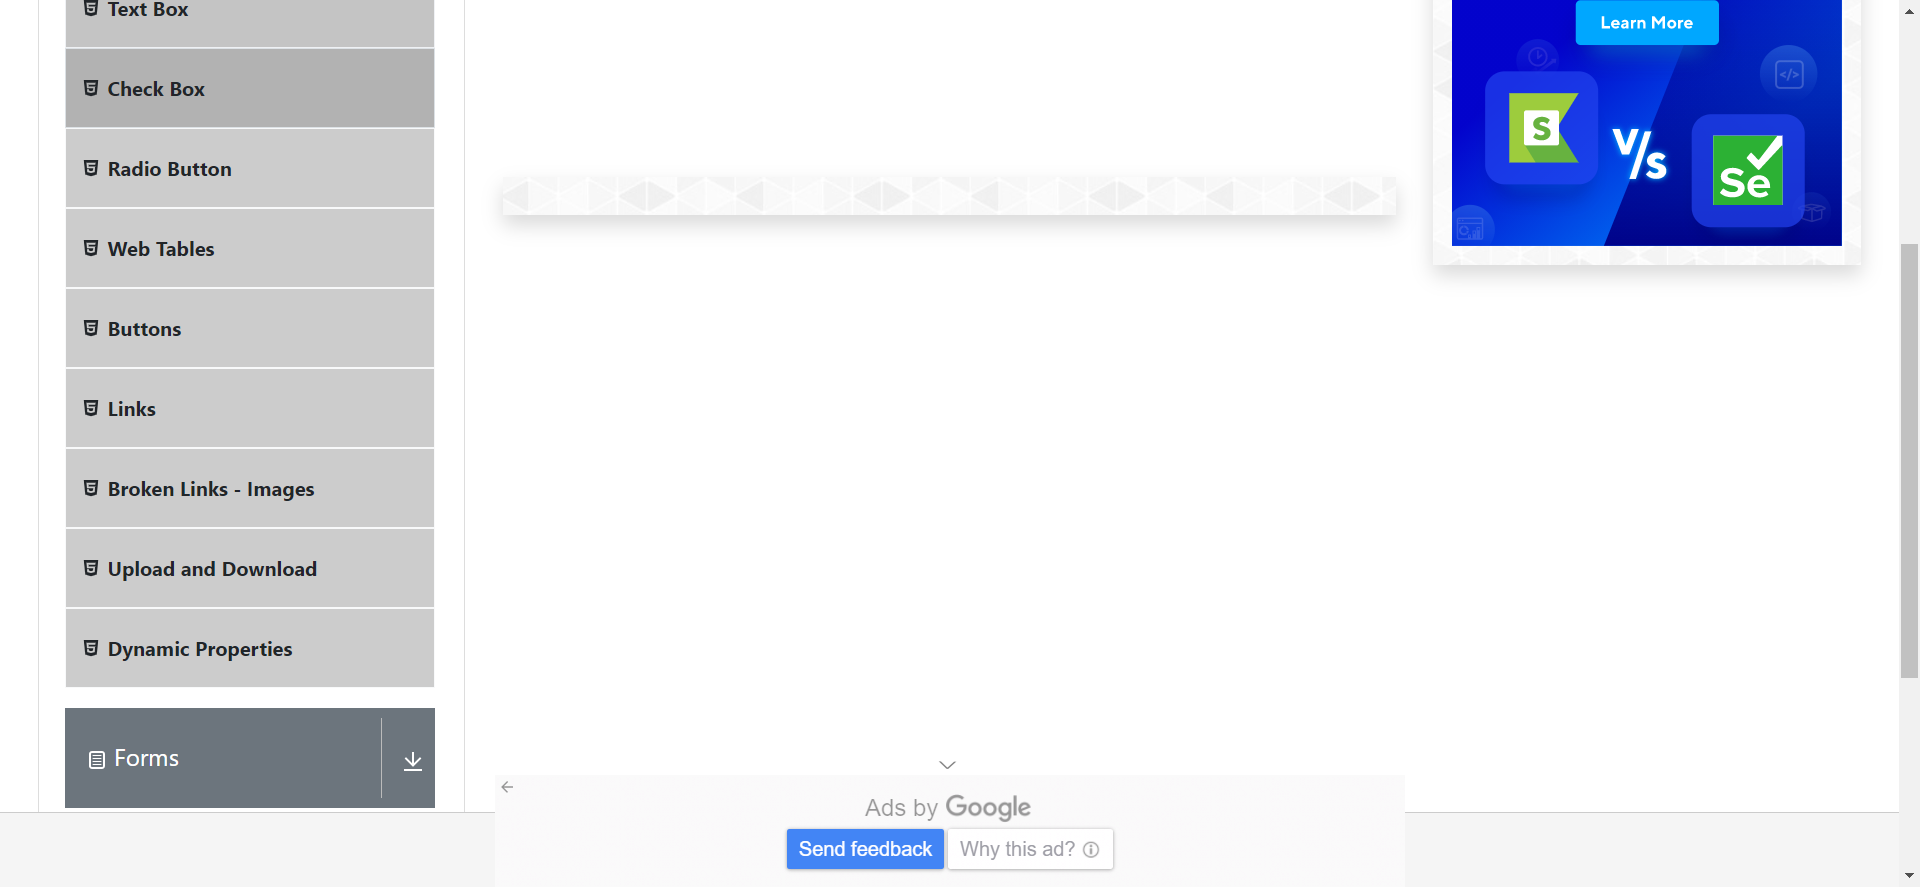 Text Box
Check Box
Radio Button
Web Tables
Buttons
Links
Broken Links - Images
Upload and Download
Dynamic Properties
Forms
Learn More
</>
S
V/s
Se
Ads by Google
Send feedback
Why this ad?